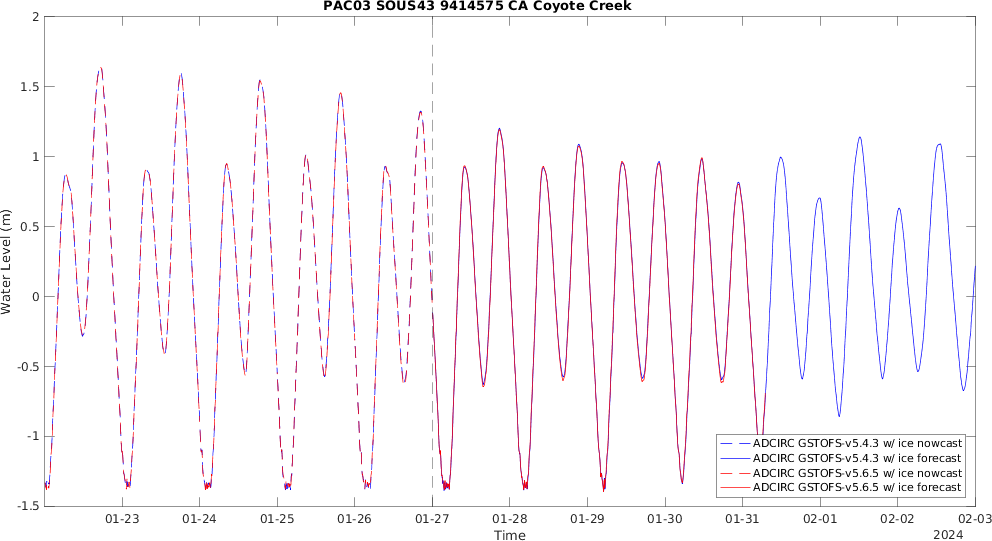 PAC03 SOUS43 9414575 CA Coyote Creek
2
1.5
1
0.5
0
-0.5
-1
-1.5
Water Level (m)
ADCIRC GSTOFS-v5.4.3 w/ ice nowcast
ADCIRC GSTOFS-v5.4.3 w/ ice forecast
ADCIRC GSTOFS-v5.6.5 w/ ice nowcast
ADCIRC GSTOFS-v5.6.5 w/ ice forecast
01-23 01-24 01-25 01-26 01-27 01-28 01-29 01-30 01-31 02-01 02-02 02-03
Time
2024